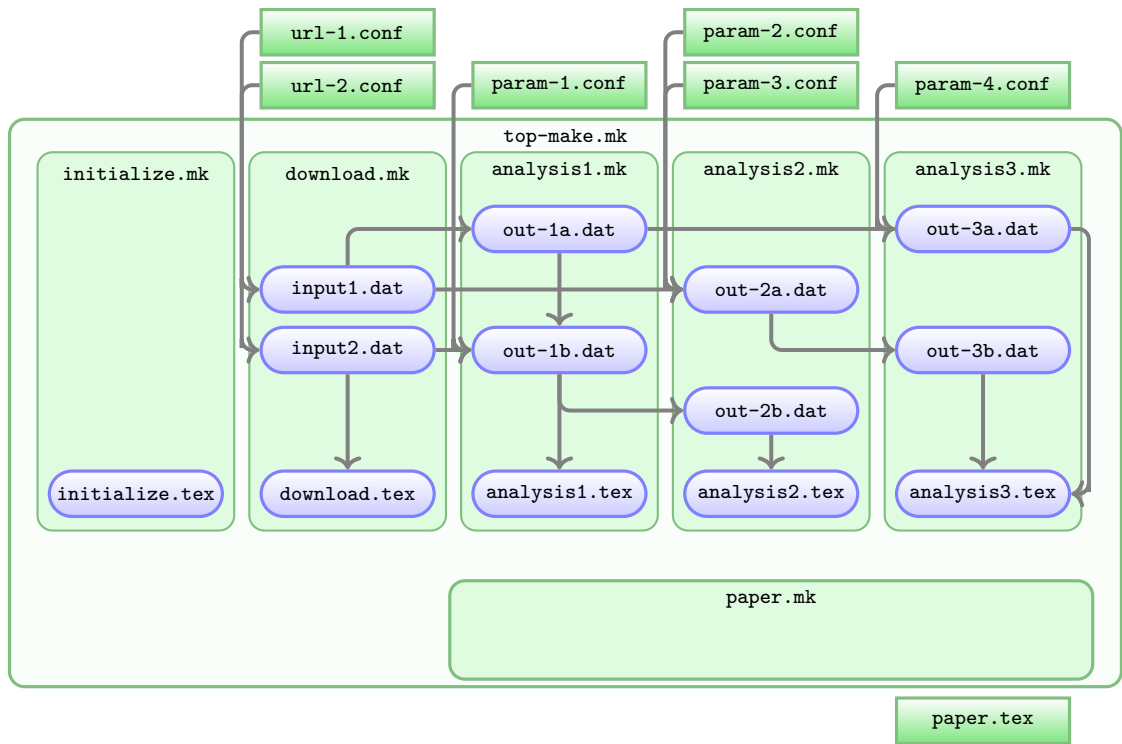 url-1.conf
param-2.conf
url-2.conf
param-1.conf
param-3.conf
param-4.conf
top-make.mk
initialize.mk
download.mk
analysis1.mk
analysis2.mk
analysis3.mk
out-1a.dat
out-3a.dat
input1.dat
out-2a.dat
input2.dat
out-1b.dat
out-3b.dat
out-2b.dat
initialize.tex
download.tex
analysis1.tex
analysis2.tex
analysis3.tex
paper.mk
paper.tex